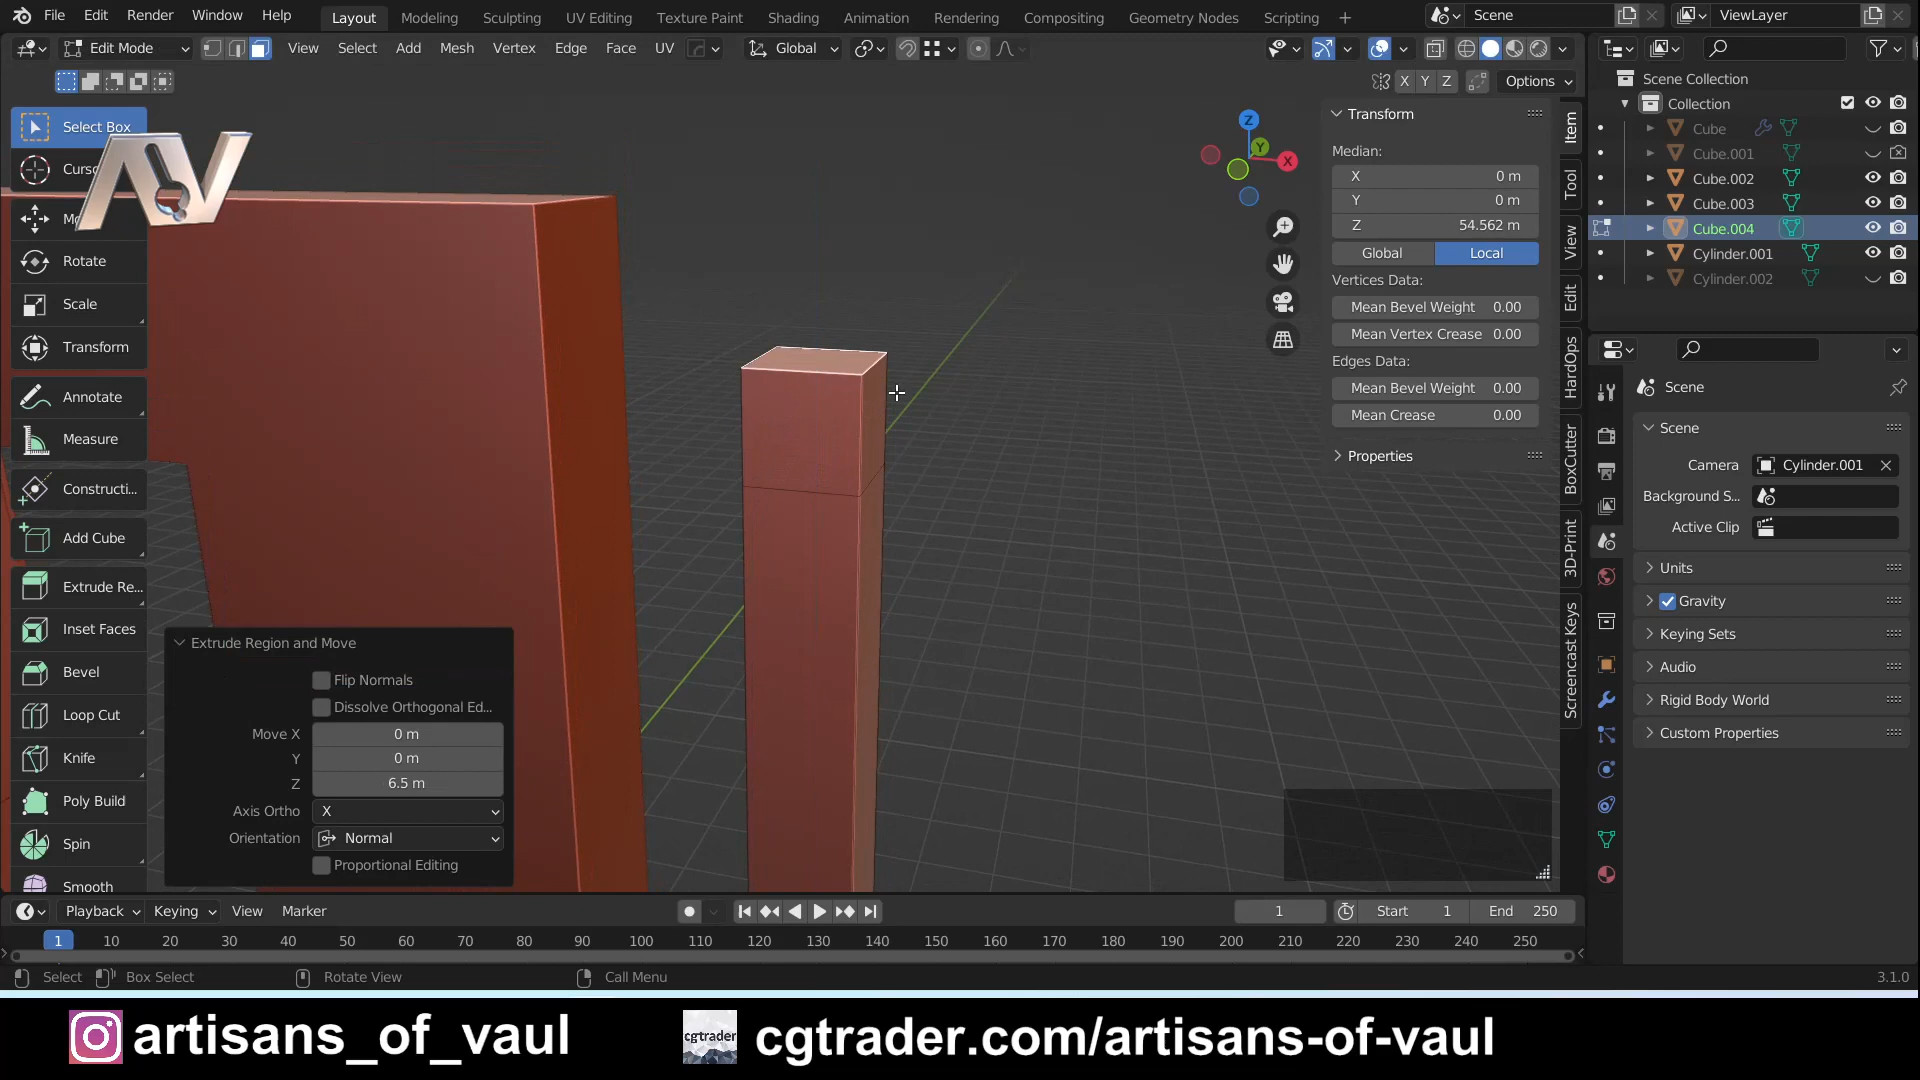 File Edit Render Window Help Layout Modeling Sculpting UV Editing Texture Paint Shading Animation Rendering Compositing Geometry Nodes Scripting Scene ViewLayer
Edit Mode View Select Add Mesh Vertex Edge Face UV Global
X Y Z Options
Select Box
Rotate
Scale
Transform
Annotate
Measure
Constructi...
Add Cube
Extrude Re...
Inset Faces
Bevel
Loop Cut
Knife
Poly Build
Spin
Smooth
AV
Extrude Region and Move
Flip Normals
Dissolve Orthogonal Ed...
Move X 0 m
Y 0 m
Z 6.5 m
Axis Ortho X
Orientation Normal
Proportional Editing
Z
Y
X
Transform
Median:
X 0 m
Y 0 m
Z 54.562 m
Global Local
Vertices Data:
Mean Bevel Weight 0.00
Mean Vertex Crease 0.00
Edges Data:
Mean Bevel Weight 0.00
Mean Crease 0.00
Properties
Item
Tool
View
Edit
HardOps
BoxCutter
3D-Print
Screencast Keys
Scene Collection
Collection
Cube
Cube.001
Cube.002
Cube.003
Cube.004
Cylinder.001
Cylinder.002
Scene
Scene
Camera Cylinder.001
Background S...
Active Clip
Units
Gravity
Keying Sets
Audio
Rigid Body World
Custom Properties
Playback Keying View Marker 1 Start 1 End 250
1 10 20 30 40 50 60 70 80 90 100 110 120 130 140 150 160 170 180 190 200 210 220 230 240 250
Select Box Select Rotate View Call Menu 3.1.0
artisans_of_vaul cgtrader cgtrader.com/artisans-of-vaul